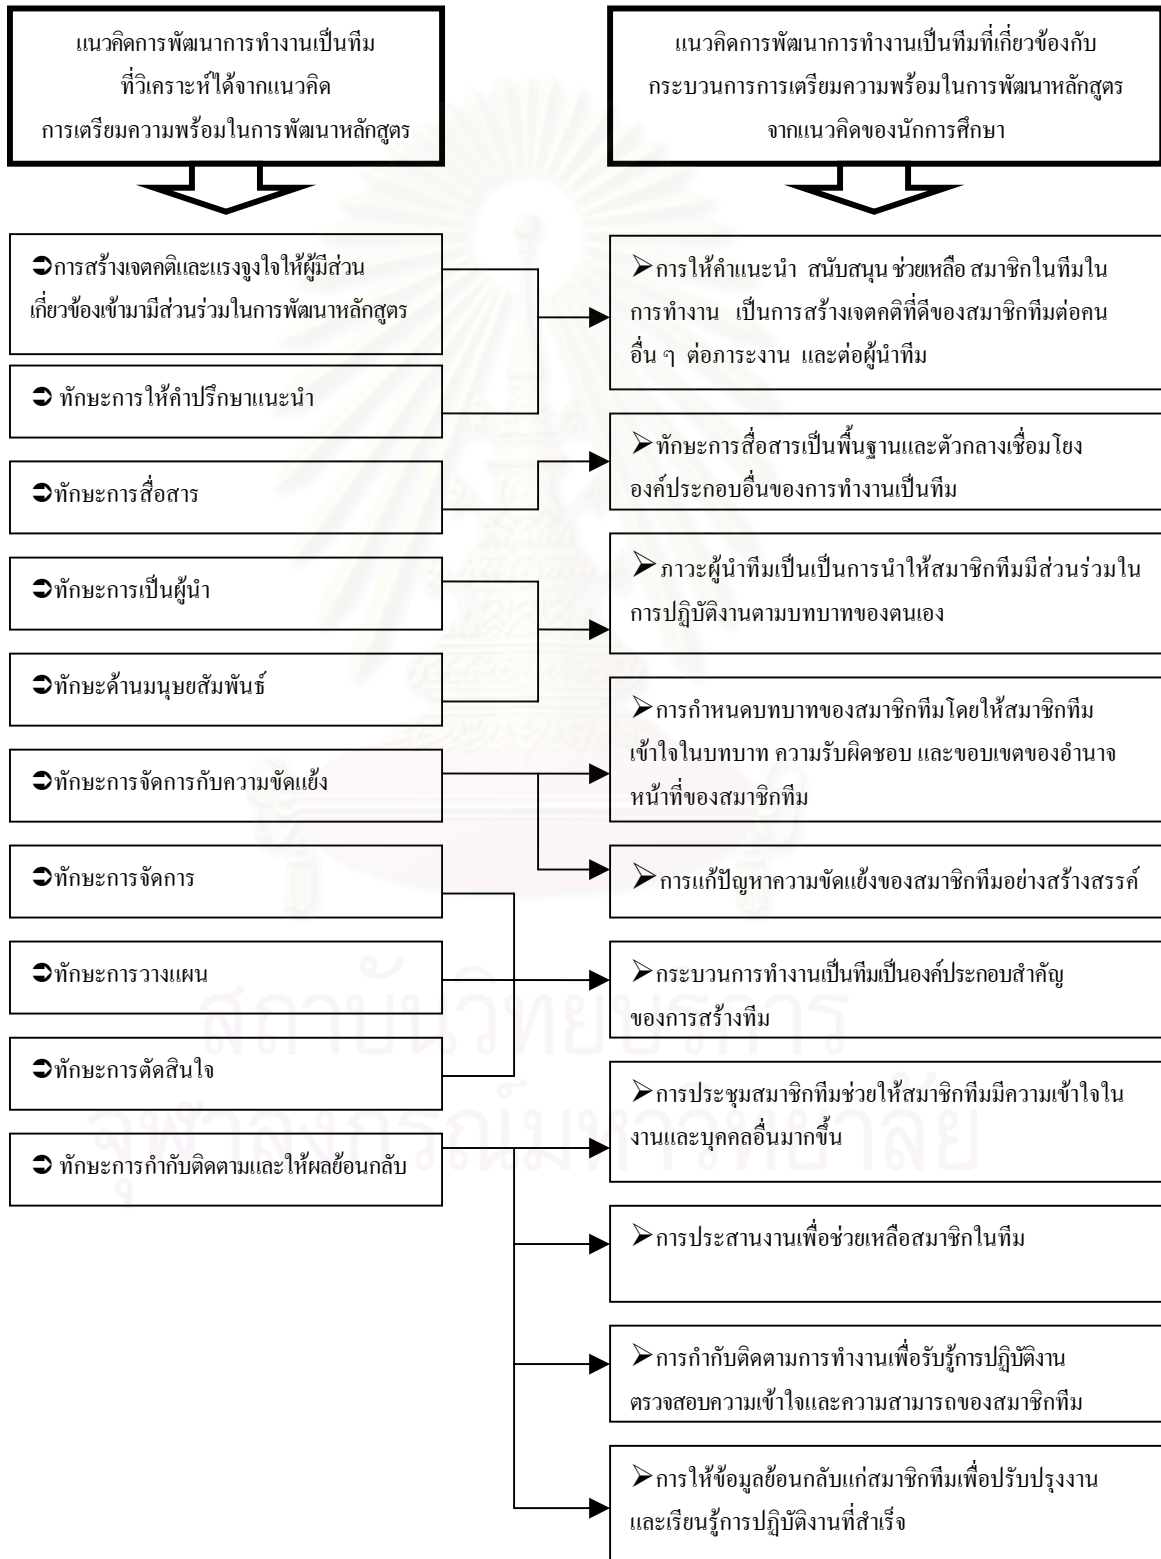 แนวคิดการพัฒนาการทำงานเป็นทีม
ที่วิเคราะห์ได้จากแนวคิด
การเตรียมความพร้อมในการพัฒนาหลักสูตร
แนวคิดการพัฒนาการทำงานเป็นทีมที่เกี่ยวข้องกับ
กระบวนการการเตรียมความพร้อมในการพัฒนาหลักสูตร
จากแนวคิดของนักการศึกษา
➲การสร้างเจตคติและแรงจูงใจให้ผู้มีส่วน
เกี่ยวข้องเข้ามามีส่วนร่วมในการพัฒนาหลักสูตร
➲ ทักษะการให้คำปรึกษาแนะนำ
➲ทักษะการสื่อสาร
➲ทักษะการเป็นผู้นำ
➲ทักษะด้านมนุษยสัมพันธ์
➲ทักษะการจัดการกับความขัดแย้ง
➲ทักษะการจัดการ
➲ทักษะการวางแผน
➲ทักษะการตัดสินใจ
➲ ทักษะการกำกับติดตามและให้ผลย้อนกลับ
➢การให้คำแนะนำ สนับสนุน ช่วยเหลือ สมาชิกในทีมใน
การทำงาน เป็นการสร้างเจตคติที่ดีของสมาชิกทีมต่อคน
อื่น ๆ ต่อภาระงาน และต่อผู้นำทีม
➢ทักษะการสื่อสารเป็นพื้นฐานและตัวกลางเชื่อมโยง
องค์ประกอบอื่นของการทำงานเป็นทีม
➢ภาวะผู้นำทีมเป็นเป็นการนำให้สมาชิกทีมมีส่วนร่วมใน
การปฏิบัติงานตามบทบาทของตนเอง
➢การกำหนดบทบาทของสมาชิกทีมโดยให้สมาชิกทีม
เข้าใจในบทบาท ความรับผิดชอบ และขอบเขตของอำนาจ
หน้าที่ของสมาชิกทีม
➢การแก้ปัญหาความขัดแย้งของสมาชิกทีมอย่างสร้างสรรค์
➢กระบวนการทำงานเป็นทีมเป็นองค์ประกอบสำคัญ
ของการสร้างทีม
➢การประชุมสมาชิกทีมช่วยให้สมาชิกทีมมีความเข้าใจใน
งานและบุคคลอื่นมากขึ้น
➢การประสานงานเพื่อช่วยเหลือสมาชิกในทีม
➢การกำกับติดตามการทำงานเพื่อรับรู้การปฏิบัติงาน
ตรวจสอบความเข้าใจและความสามารถของสมาชิกทีม
➢การให้ข้อมูลย้อนกลับแก่สมาชิกทีมเพื่อปรับปรุงงาน
และเรียนรู้การปฏิบัติงานที่สำเร็จ
สถาบันวิทยบริการ
จุฬาลงกรณ์มหาวิทยาลัย